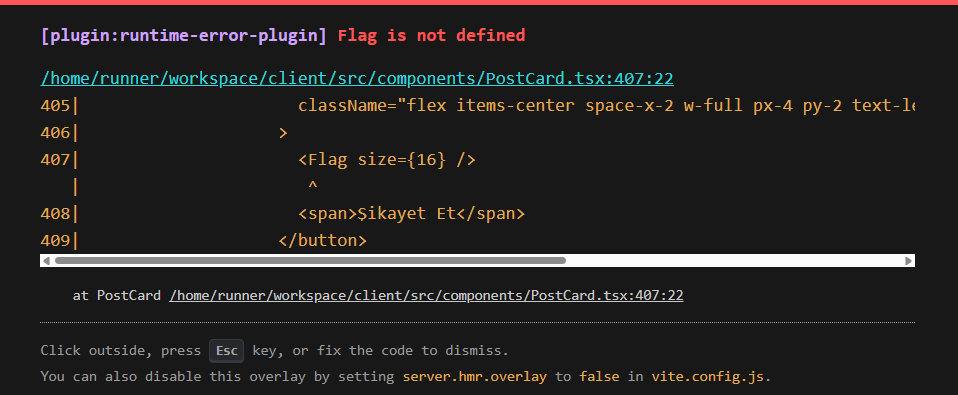 [plugin:runtime-error-plugin] Flag is not defined
/home/runner/workspace/client/src/components/PostCard.tsx:407:22
405| className="flex items-center space-x-2 w-full px-4 py-2 text-le
406| >
407| <Flag size={16} />
| ^
408| <span>Şikayet Et</span>
409| </button>
at PostCard /home/runner/workspace/client/src/components/PostCard.tsx:407:22
Click outside, press Esc key, or fix the code to dismiss.
You can also disable this overlay by setting server.hmr.overlay to false in vite.config.js.